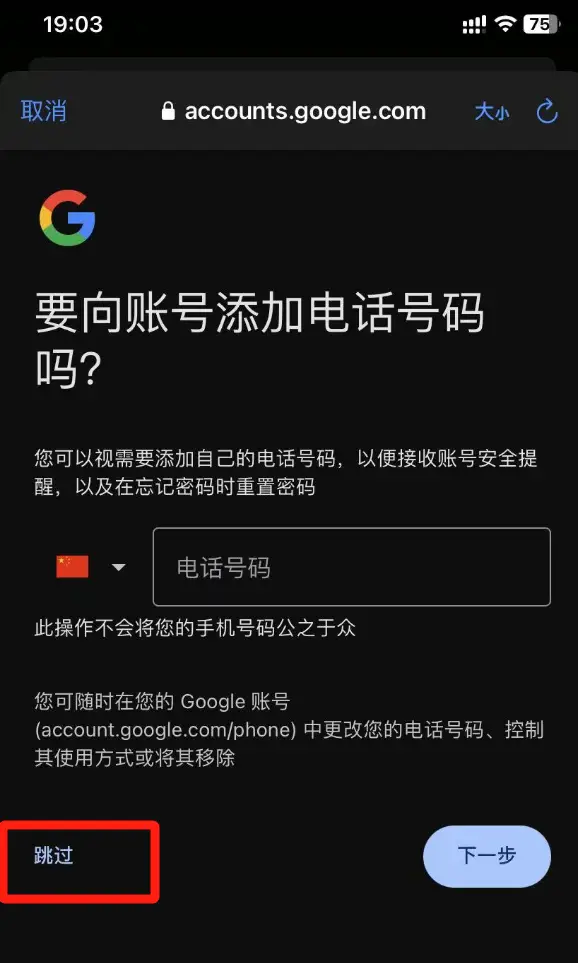 19:03
75
取消
accounts.google.com
大小
要向账号添加电话号码
吗?
您可以视需要添加自己的电话号码，以便接收账号安全提
醒，以及在忘记密码时重置密码
电话号码
此操作不会将您的手机号码公之于众
您可随时在您的 Google 账号
(account.google.com/phone) 中更改您的电话号码、控制
其使用方式或将其移除
跳过
下一步